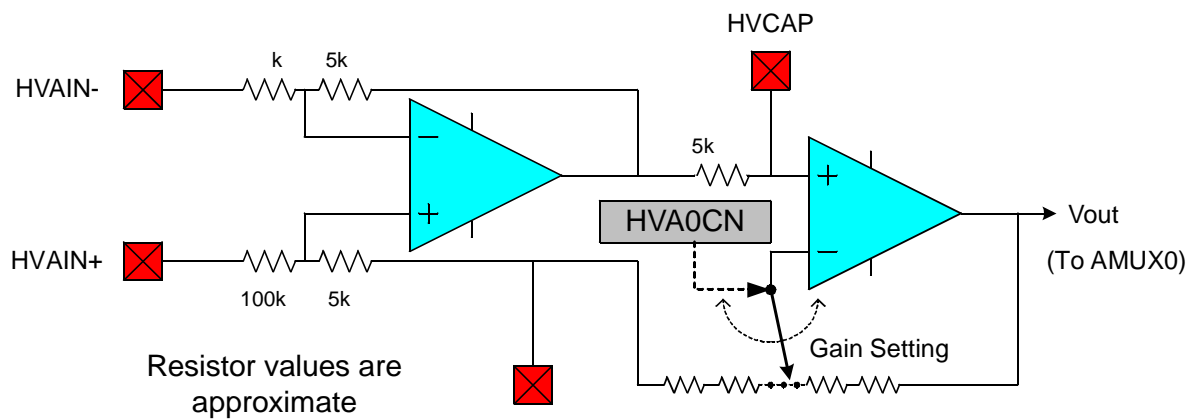 HVCAP
k
5k
HVAIN-
5k
HVA0CN
Vout
(To AMUX0)
HVAIN+
100k
5k
Gain Setting
Resistor values are
approximate